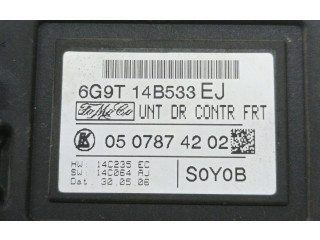 6G9T 14B533 EJ
FoMoCo UNT DR CONTR FRT
K 05 0787 42 02
HW: 14C235 EC
SW: 14C064 AJ
Dat: 30.05.06
S0Y0B